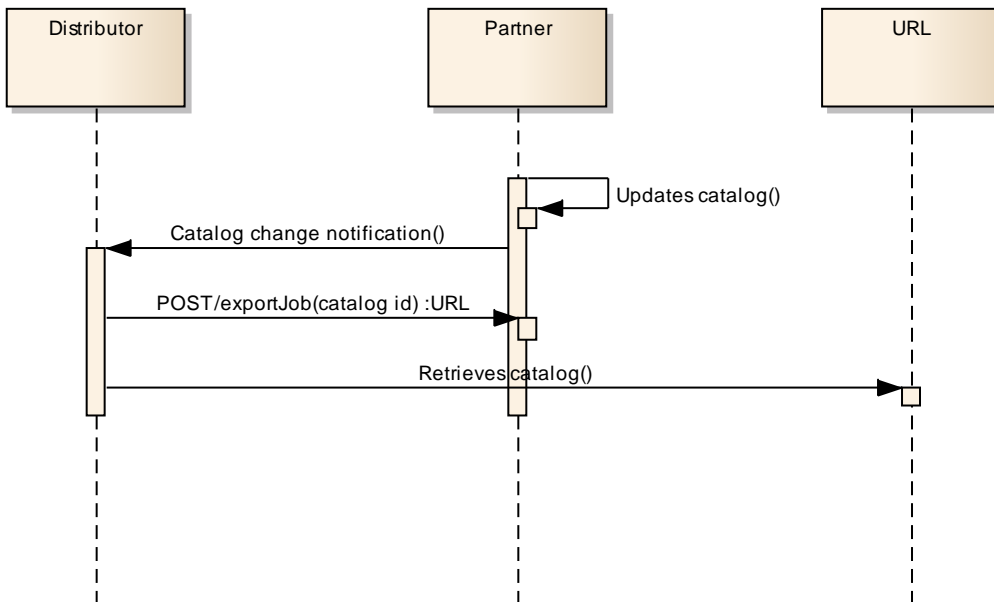 Distributor
Partner
URL
Updates catalog()
Catalog change notification()
POST/exportJob(catalog id) :URL
Retrieves catalog()